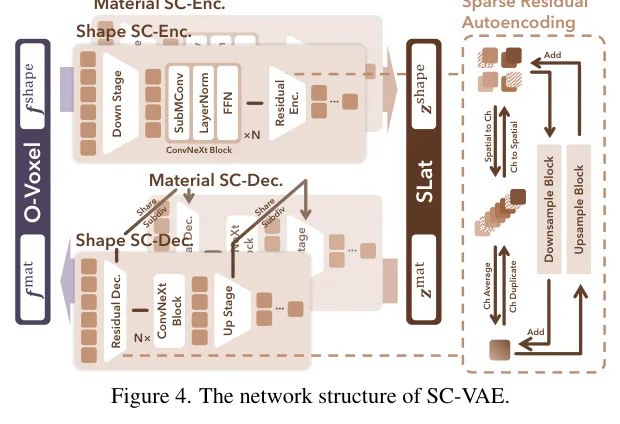 Material SC-Enc.
Sparse Residual
Autoencoding
Shape SC-Enc.
O-Voxel
f^shape
f^mat
Down Stage
SubMConv
LayerNorm
FFN
×N
ConvNeXt Block
Residual
Enc.
...
Material SC-Dec.
Share
Subdiv
Share
Subdiv
Dec.
stage
...
Shape SC-Dec.
Residual Dec.
N×
ConvNeXt
Block
Up Stage
...
SLat
z^shape
z^mat
Add
Spatial to Ch
Ch to Spatial
Ch Average
Ch Duplicate
Downsample Block
Upsample Block
Add
Figure 4. The network structure of SC-VAE.